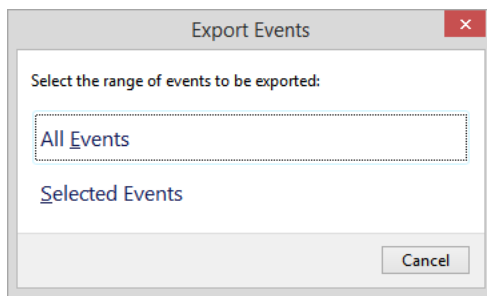 Export Events
Select the range of events to be exported:
All Events
Selected Events
Cancel